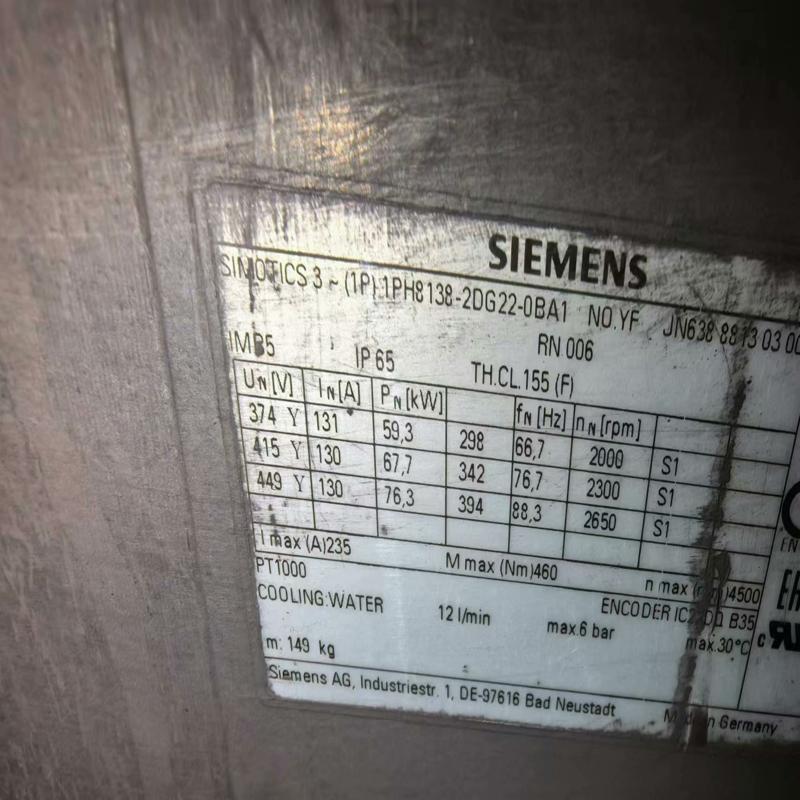 SIEMENS
SIMOTICS 3 ~ (1P) 1PH8138-2DG22-0BA1 NO.YF JN638 8813 03 00
RN 006
IMB5 IP 65 TH.CL.155 (F)
UN [V] IN [A] PN [kW] fN [Hz] nN [rpm]
374 Y 131 59,3 298 66,7 2000 S1
415 Y 130 67,7 342 76,7 2300 S1
449 Y 130 76,3 394 88,3 2650 S1
I max (A)235 M max (Nm)460 n max 4500
PT1000 ENCODER B35
COOLING:WATER 12 l/min max.6 bar max.30°C
m: 149 kg
Siemens AG, Industriestr. 1, DE-97616 Bad Neustadt Made in Germany